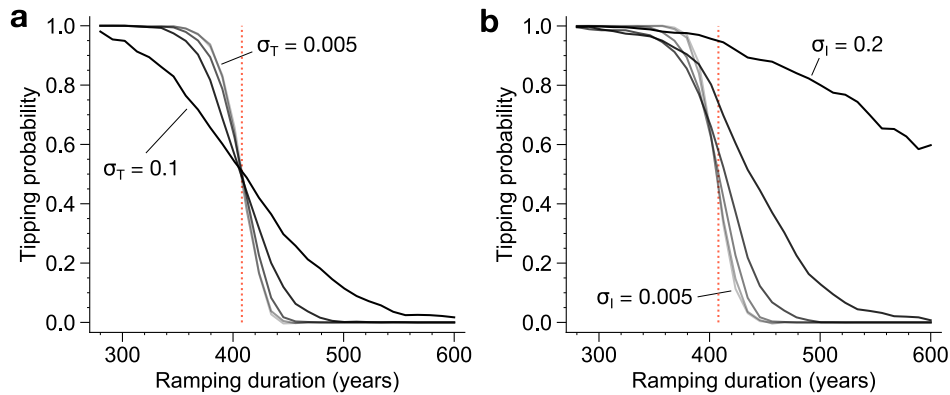 a
1.0
0.8
0.6
0.4
0.2
0.0
Tipping probability
σT = 0.005
σT = 0.1
300
400
500
600
Ramping duration (years)
b
1.0
0.8
0.6
0.4
0.2
0.0
Tipping probability
σI = 0.2
σI = 0.005
300
400
500
600
Ramping duration (years)